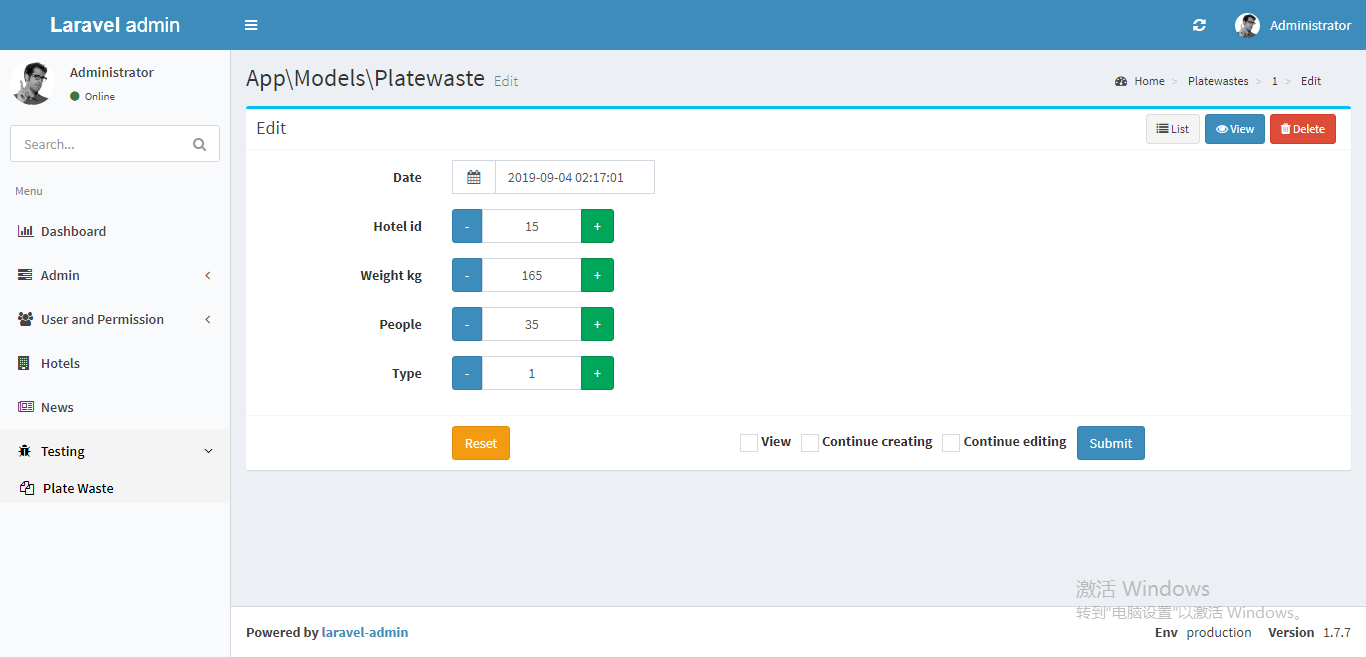 Laravel admin
Administrator
Administrator
Online
Search...
Menu
Dashboard
Admin
User and Permission
Hotels
News
Testing
Plate Waste
App\Models\Platewaste Edit
Home > Platewastes > 1 > Edit
Edit
List
View
Delete
Date
2019-09-04 02:17:01
Hotel id
- 15 +
Weight kg
- 165 +
People
- 35 +
Type
- 1 +
Reset
View
Continue creating
Continue editing
Submit
激活 Windows
转到"电脑设置"以激活 Windows。
Powered by laravel-admin
Env production Version 1.7.7